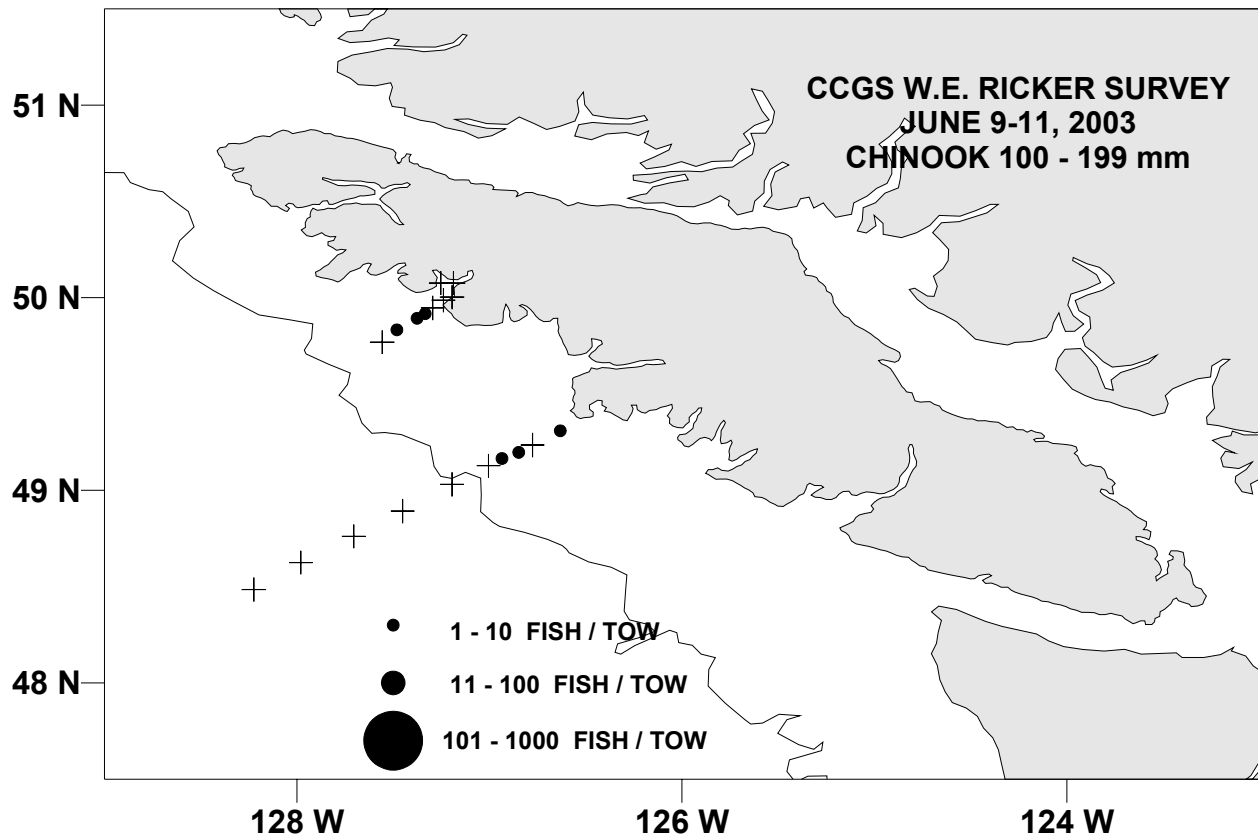 CCGS W.E. RICKER SURVEY
JUNE 9-11, 2003
CHINOOK 100 - 199 mm
51 N
50 N
49 N
48 N
1 - 10 FISH / TOW
11 - 100 FISH / TOW
101 - 1000 FISH / TOW
128 W
126 W
124 W